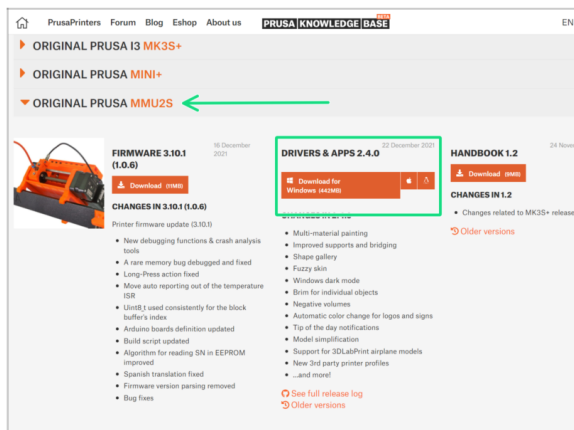 PrusaPrinters Forum Blog Eshop About us PRUSA KNOWLEDGE BASE BETA EN
ORIGINAL PRUSA I3 MK3S+
ORIGINAL PRUSA MINI+
ORIGINAL PRUSA MMU2S
FIRMWARE 3.10.1
(1.0.6)
16 December
2021
Download (11MB)
CHANGES IN 3.10.1 (1.0.6)
Printer firmware update (3.10.1)
• New debugging functions & crash analysis
tools
• A rare memory bug debugged and fixed
• Long-Press action fixed
• Move auto reporting out of the temperature
ISR
• Uint8_t used consistently for the block
buffer's index
• Arduino boards definition updated
• Build script updated
• Algorithm for reading SN in EEPROM
improved
• Spanish translation fixed
• Firmware version parsing removed
• Bug fixes
22 December 2021
DRIVERS & APPS 2.4.0
Download for
Windows (442MB)
• Multi-material painting
• Improved supports and bridging
• Shape gallery
• Fuzzy skin
• Windows dark mode
• Brim for individual objects
• Negative volumes
• Automatic color change for logos and signs
• Tip of the day notifications
• Model simplification
• Support for 3DLabPrint airplane models
• New 3rd party printer profiles
• ...and more!
See full release log
Older versions
24 Nove
HANDBOOK 1.2
Download (9MB)
CHANGES IN 1.2
• Changes related to MK3S+ release
Older versions